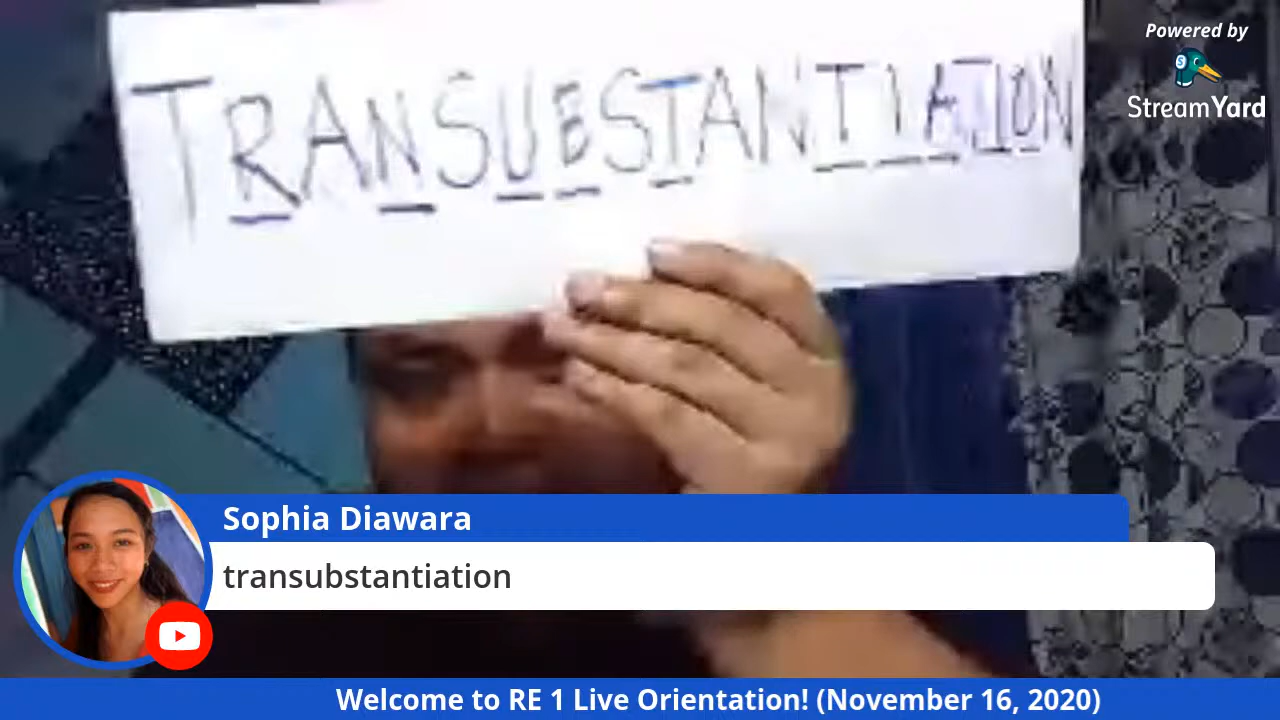 Powered by
StreamYard
TRANSUBSTANTIATION
Sophia Diawara
transubstantiation
Welcome to RE 1 Live Orientation! (November 16, 2020)